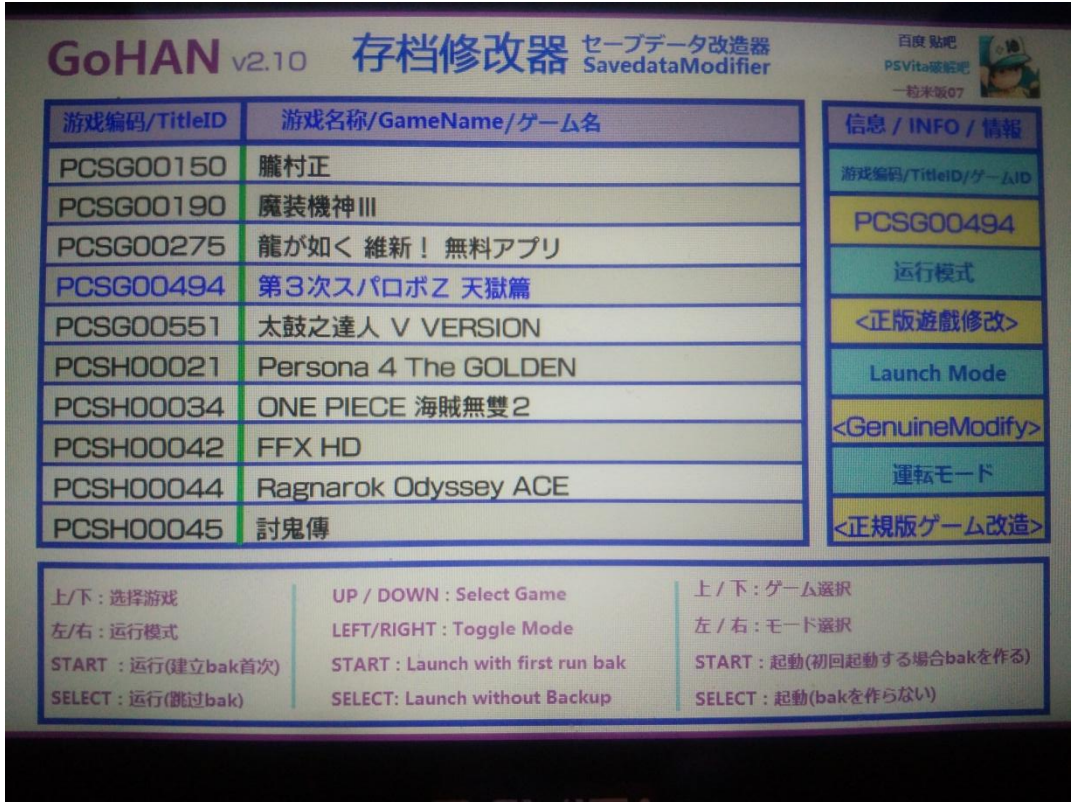 GoHAN v2.10 存档修改器 セーブデータ改造器
SavedataModifier
百度 贴吧
PSVita破解吧
一粒米饭07
游戏编码/TitleID 游戏名称/GameName/ゲーム名
PCSG00150 朧村正
PCSG00190 魔装機神III
PCSG00275 龍が如く 維新! 無料アプリ
PCSG00494 第3次スパロボZ 天獄篇
PCSG00551 太鼓之達人 V VERSION
PCSH00021 Persona 4 The GOLDEN
PCSH00034 ONE PIECE 海賊無雙2
PCSH00042 FFX HD
PCSH00044 Ragnarok Odyssey ACE
PCSH00045 討鬼傳
信息 / INFO / 情報
游戏编码/TitleID/ゲームID
PCSG00494
运行模式
<正版遊戲修改>
Launch Mode
<GenuineModify>
運転モード
<正規版ゲーム改造>
上/下:选择游戏
左/右:运行模式
START :运行(建立bak首次)
SELECT:运行(跳过bak)
UP / DOWN : Select Game
LEFT/RIGHT : Toggle Mode
START : Launch with first run bak
SELECT: Launch without Backup
上 / 下:ゲーム選択
左 / 右:モード選択
START:起動(初回起動する場合bakを作る)
SELECT:起動(bakを作らない)